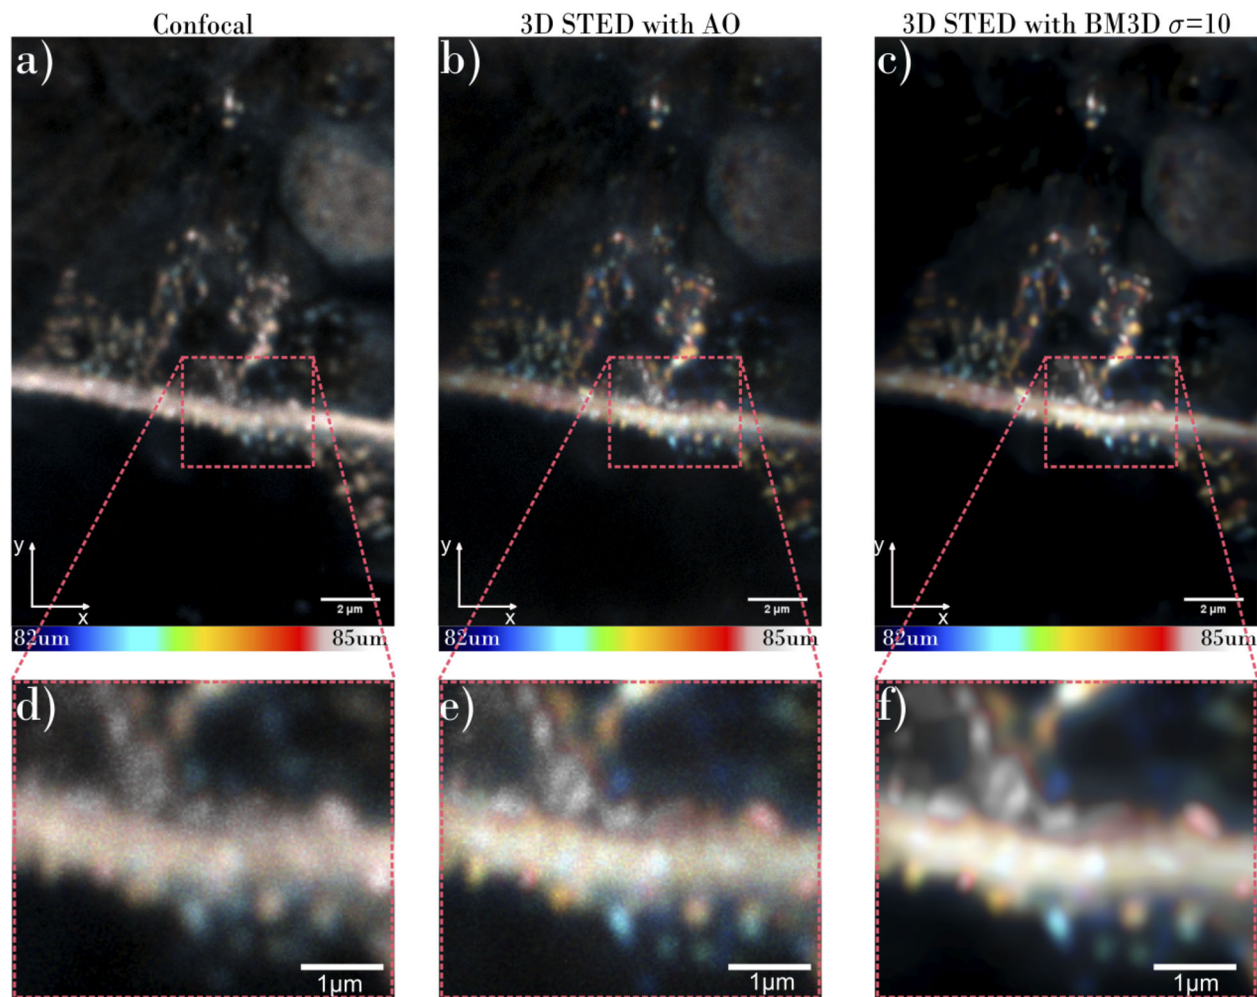 Confocal
3D STED with AO
3D STED with BM3D σ=10
a)
b)
c)
y
x
2 µm
y
x
2 µm
y
x
2 µm
82um
85um
82um
85um
82um
85um
d)
e)
f)
1µm
1µm
1µm